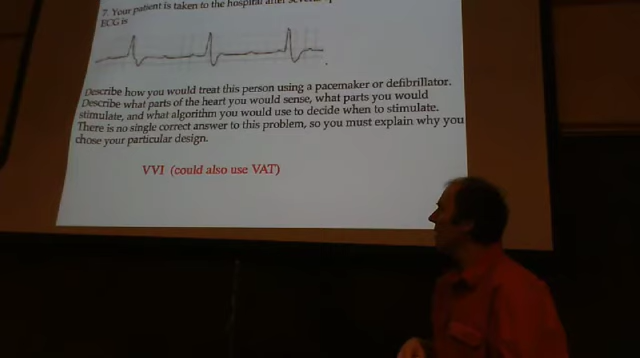 7. Your patient is taken to the hospital after
ECG is
Describe how you would treat this person using a pacemaker or defibrillator.
Describe what parts of the heart you would sense, what parts you would
stimulate, and what algorithm you would use to decide when to stimulate.
There is no single correct answer to this problem, so you must explain why you
chose your particular design.
VVI (could also use VAT)